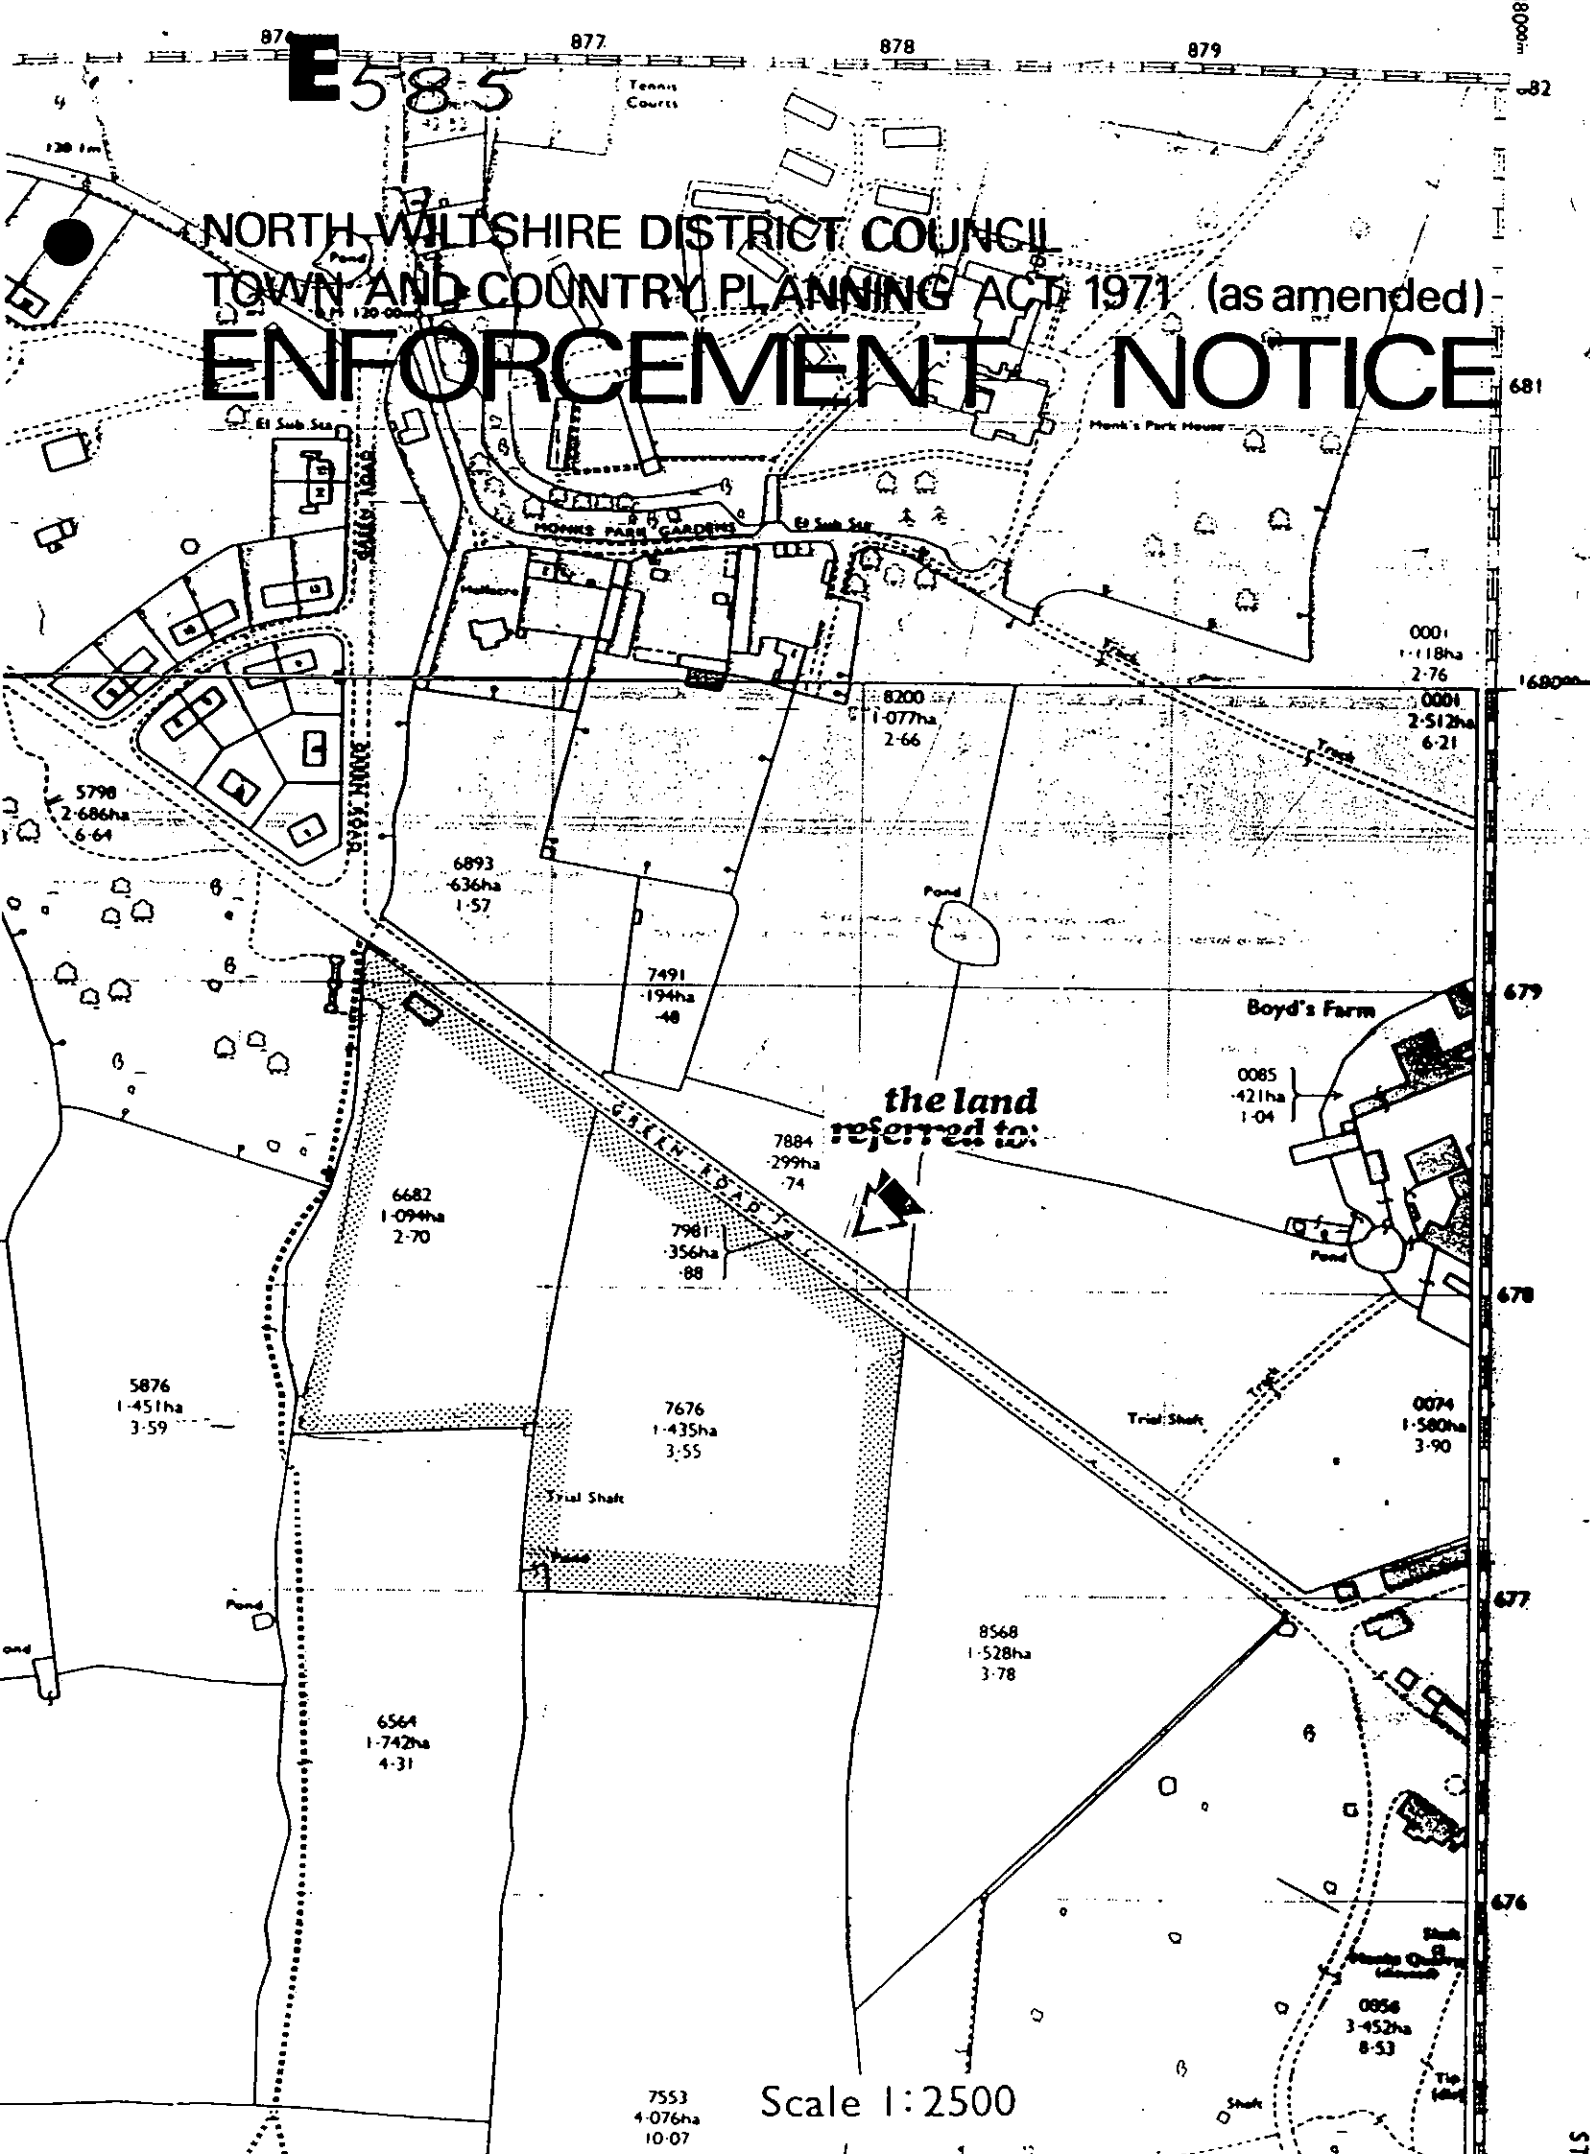 877
878
879
E585
82
Tennis
Courts
NORTH WILTSHIRE DISTRICT COUNCIL
Pond
TOWN AND COUNTRY PLANNING ACT 1971 (as amended)
ENFORCEMENT NOTICE
681
El Sub Sta
Monk's Park House
MONKS PARK GARDENS
El Sub Sta
Track
0001
1·118ha
2·76
8200
1·077ha
2·66
0001
2·512ha
6·21
Track
5798
2·686ha
6·64
6893
·636ha
1·57
Pond
7491
·194ha
·48
679
Boyd's Farm
0085
·421ha
1·04
the land
referred to:
GREEN ROAD
7884
·299ha
·74
6682
1·094ha
2·70
7981
·356ha
·88
Pond
678
5876
1·451ha
3·59
7676
1·435ha
3·55
Track
Trial Shaft
0074
1·580ha
3·90
Trial Shaft
Pond
677
Pond
8568
1·528ha
3·78
6564
1·742ha
4·31
676
Shaft
Monks Quarry
(disused)
0056
3·452ha
8·53
Tip
Shaft
7553
4·076ha
10·07
Scale 1:2500